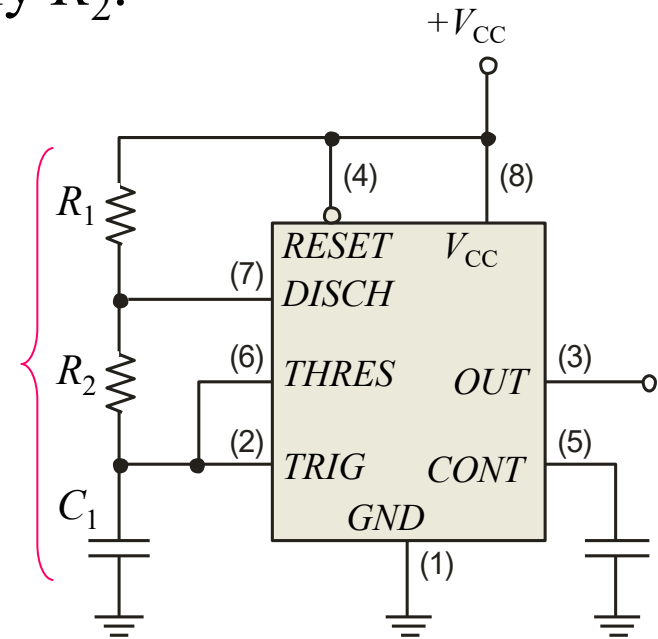 y R2.
+VCC
(4)
(8)
R1
RESET
VCC
(7)
DISCH
(6)
(3)
R2
THRES
OUT
(2)
(5)
TRIG
CONT
C1
GND
(1)